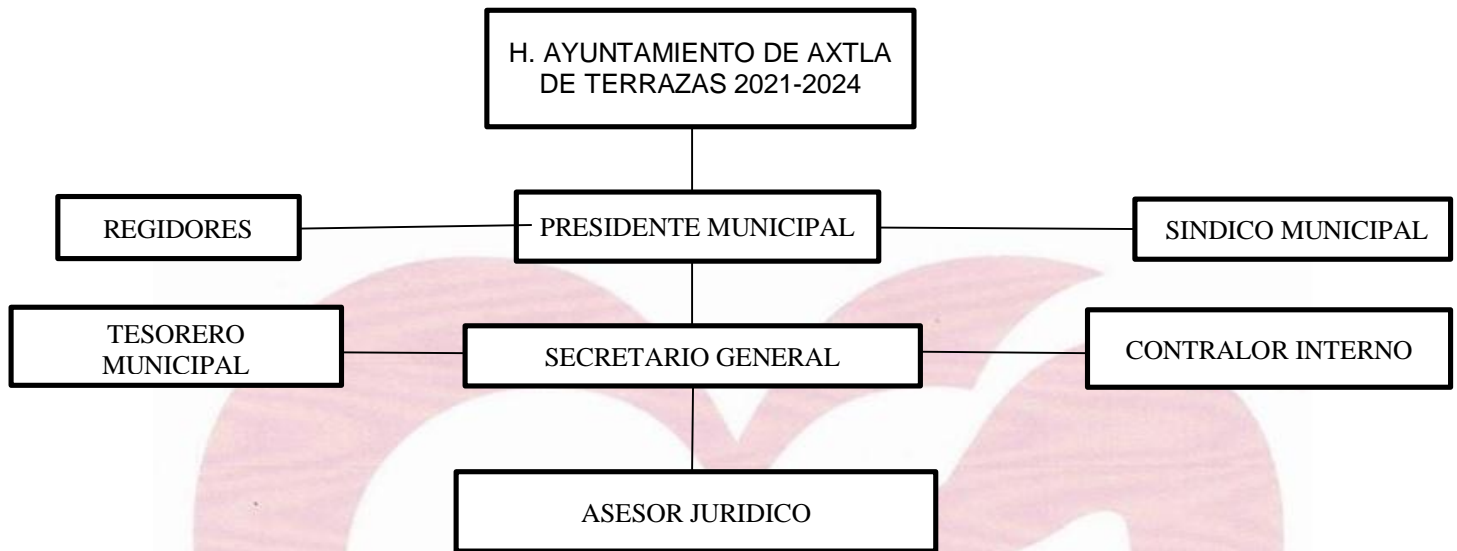 H. AYUNTAMIENTO DE AXTLA
DE TERRAZAS 2021-2024
REGIDORES
PRESIDENTE MUNICIPAL
SINDICO MUNICIPAL
TESORERO
MUNICIPAL
SECRETARIO GENERAL
CONTRALOR INTERNO
ASESOR JURIDICO